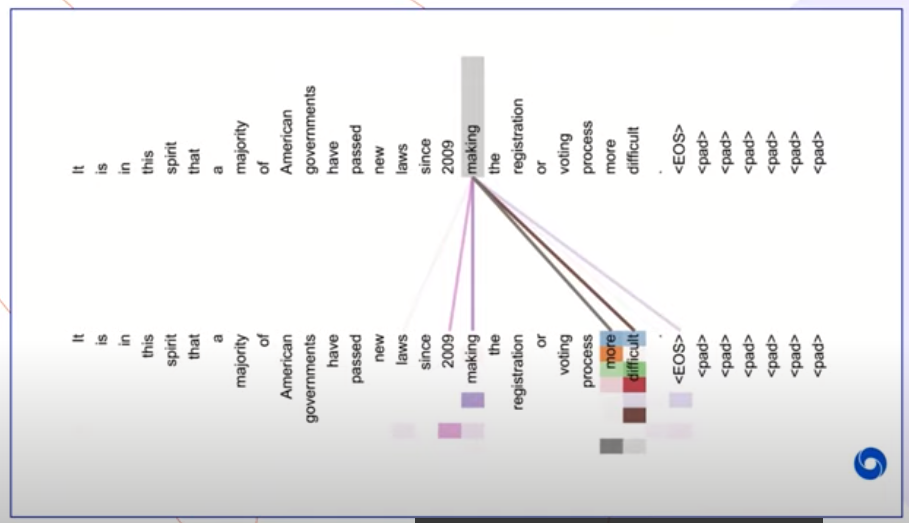 It is in this spirit that a majority of American governments have passed new laws since 2009 making the registration or voting process more difficult . <EOS> <pad> <pad> <pad> <pad> <pad> <pad>
It is in this spirit that a majority of American governments have passed new laws since 2009 making the registration or voting process more difficult . <EOS> <pad> <pad> <pad> <pad> <pad> <pad>